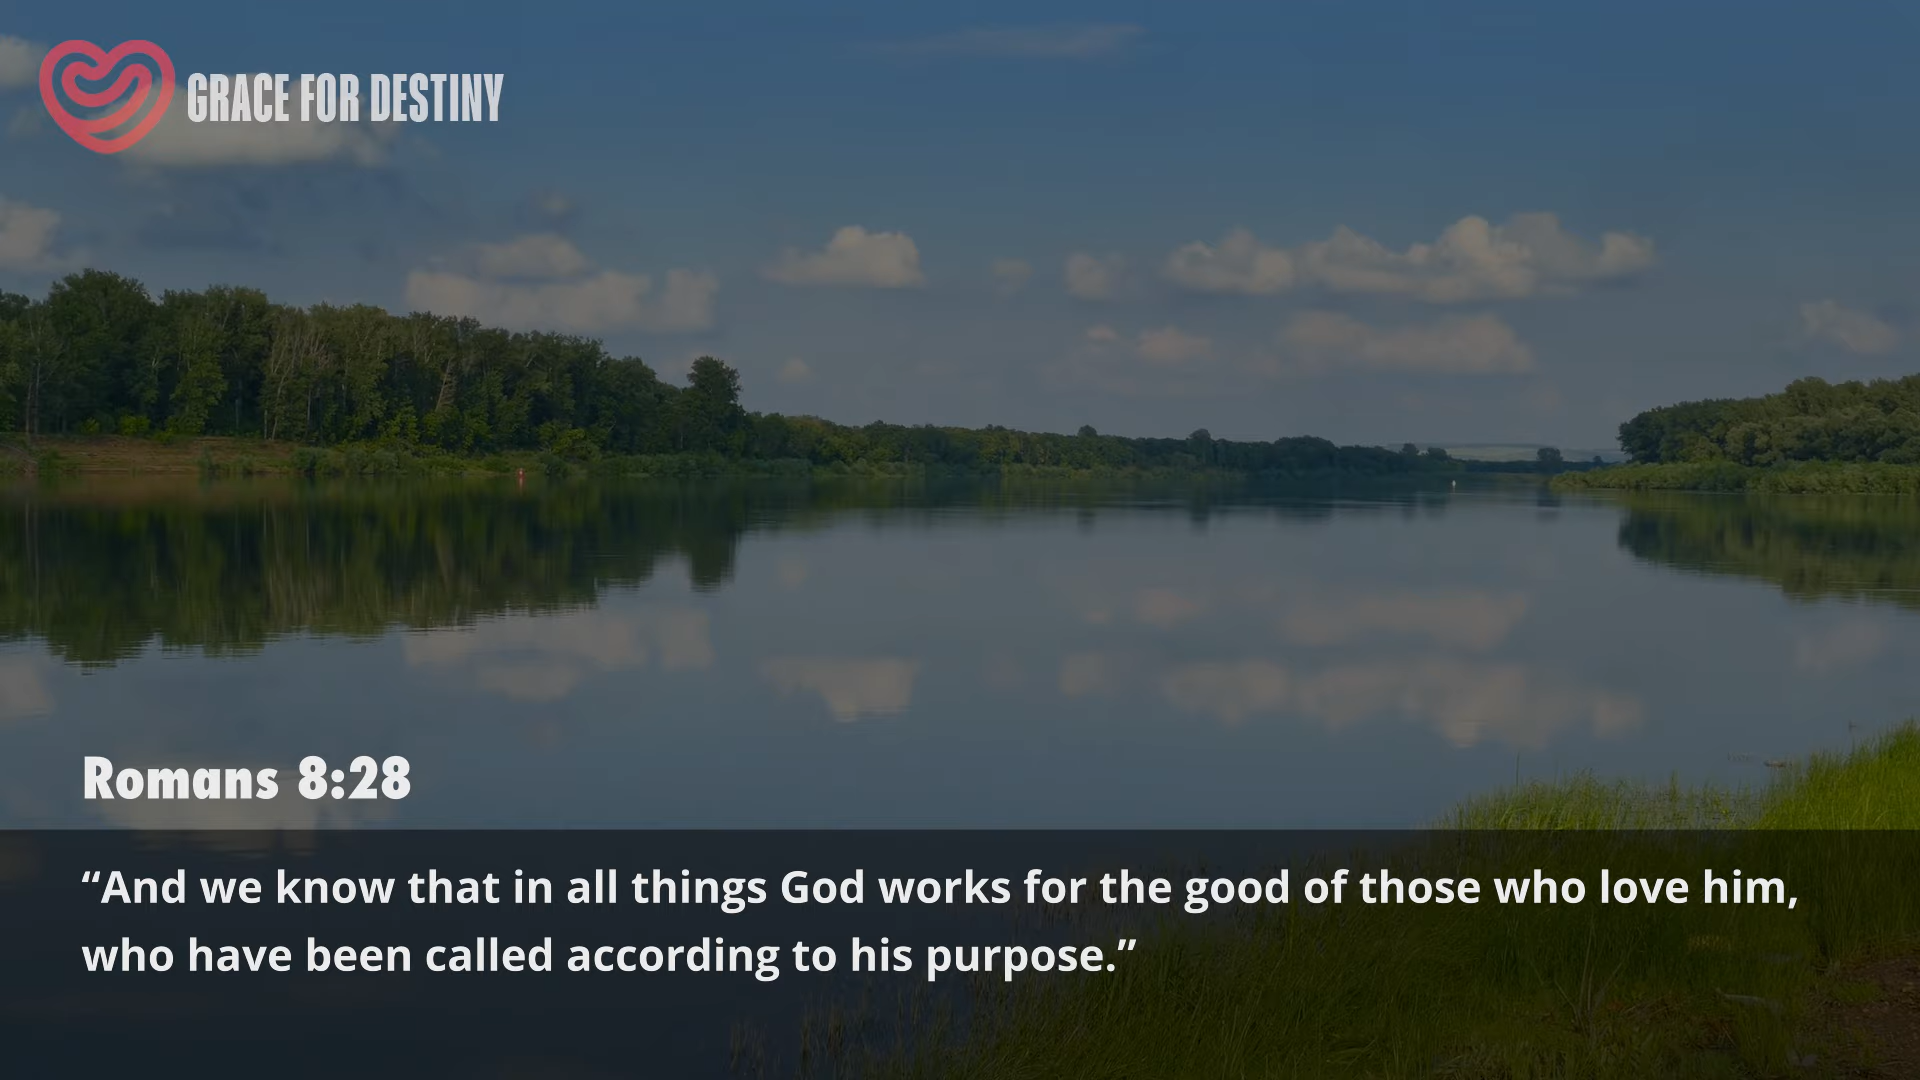 GRACE FOR DESTINY
Romans 8:28
“And we know that in all things God works for the good of those who love him,
who have been called according to his purpose.”